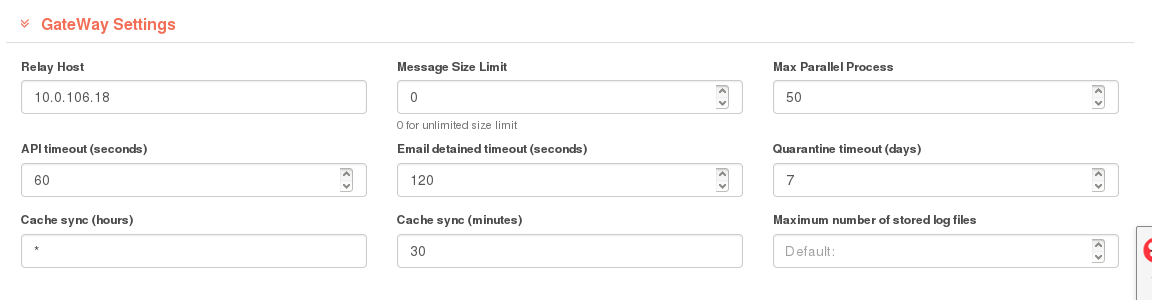 GateWay Settings
Relay Host
Message Size Limit
Max Parallel Process
10.0.106.18
0
50
0 for unlimited size limit
API timeout (seconds)
Email detained timeout (seconds)
Quarantine timeout (days)
60
120
7
Cache sync (hours)
Cache sync (minutes)
Maximum number of stored log files
*
30
Default: